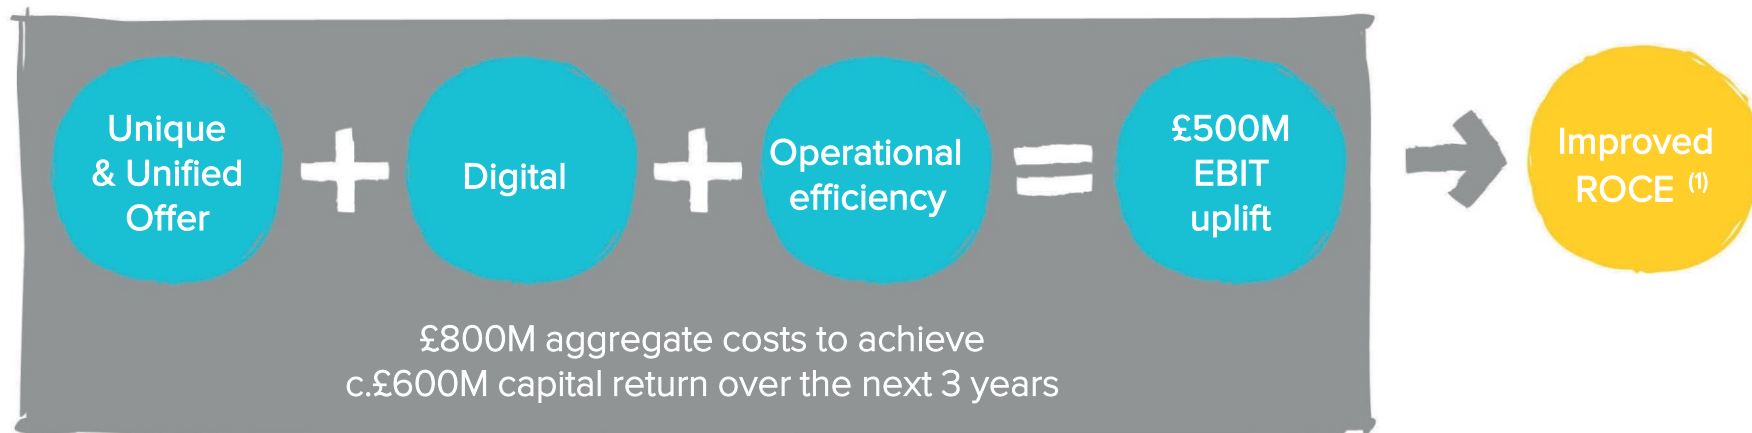 Unique
& Unified
Offer
+
Digital
+
Operational
efficiency
=
£500M
EBIT
uplift
Improved
ROCE (1)
£800M aggregate costs to achieve
c.£600M capital return over the next 3 years